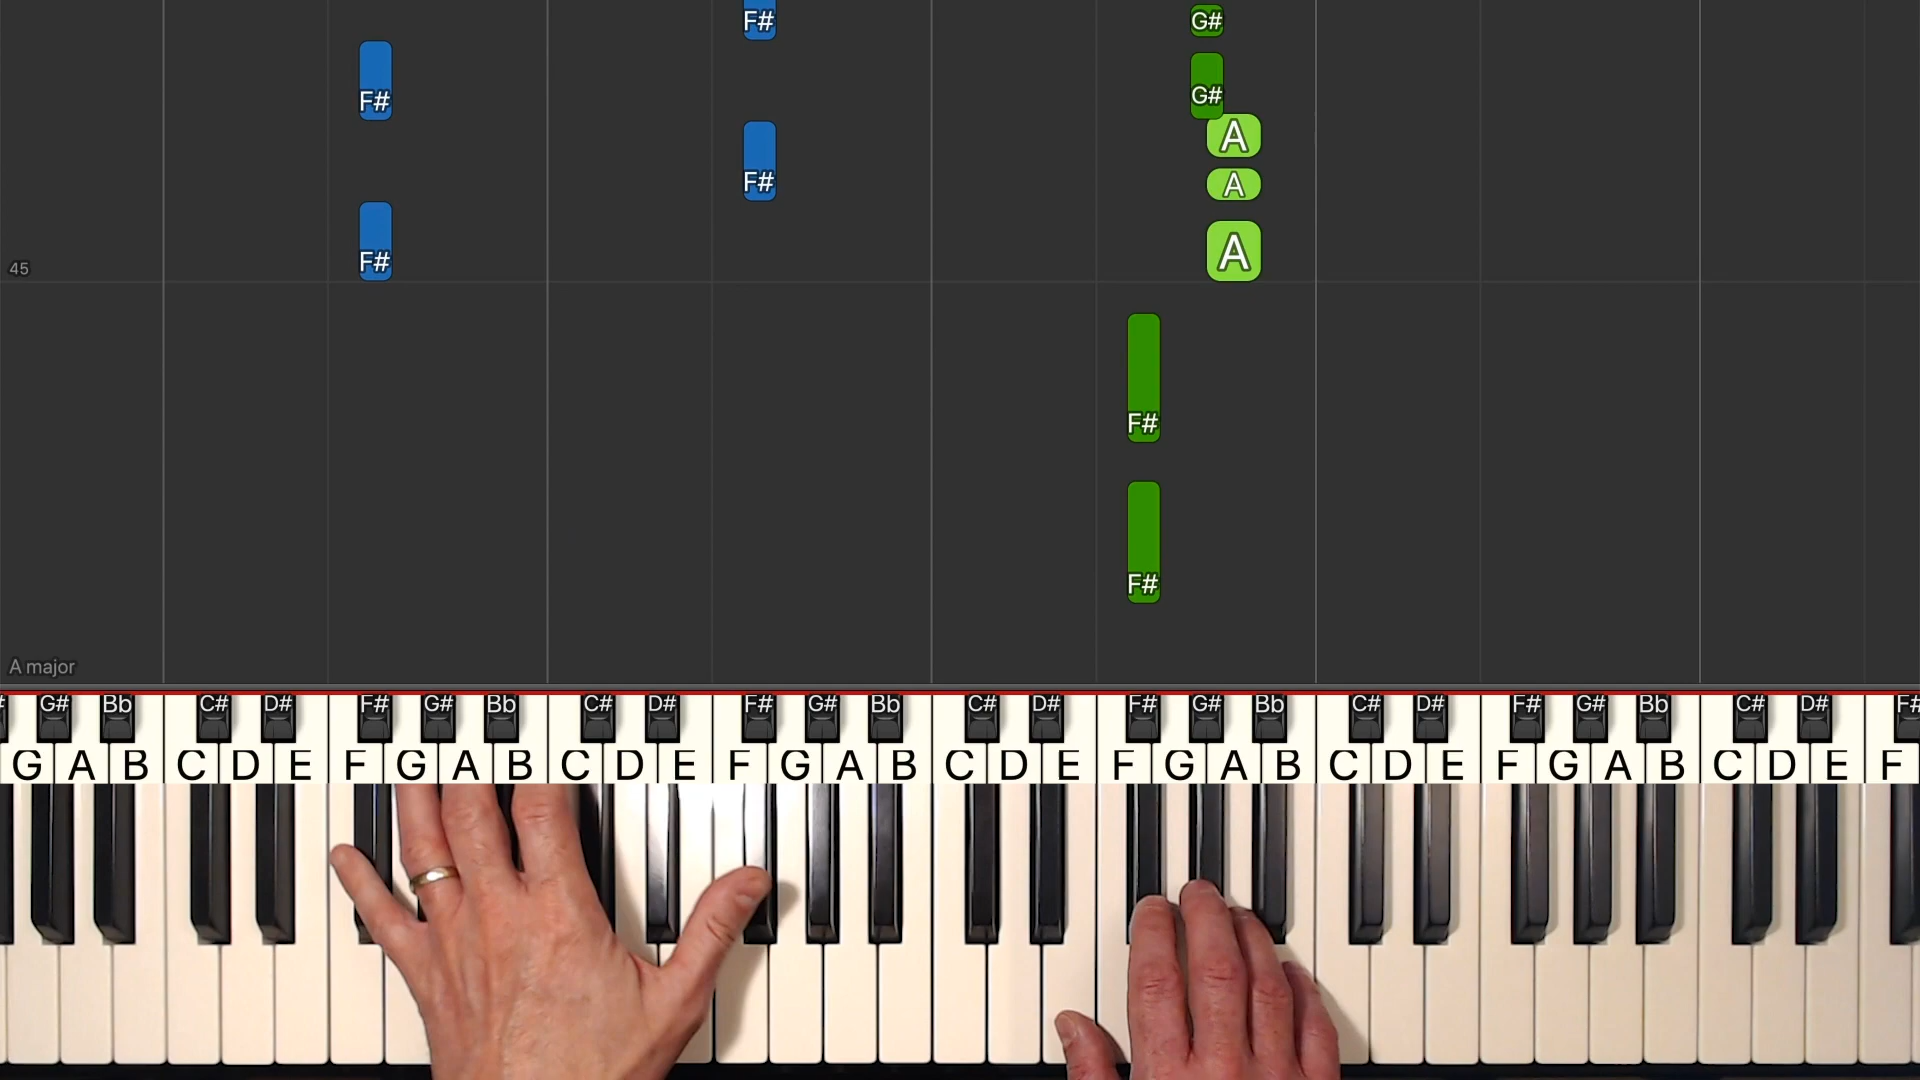 F# G#
F# G#
A
F# A
F# A
45
F#
F#
A major
# G# Bb C# D# F# G# Bb C# D# F# G# Bb C# D# F# G# Bb C# D# F# G# Bb C# D# F#
G A B C D E F G A B C D E F G A B C D E F G A B C D E F G A B C D E F